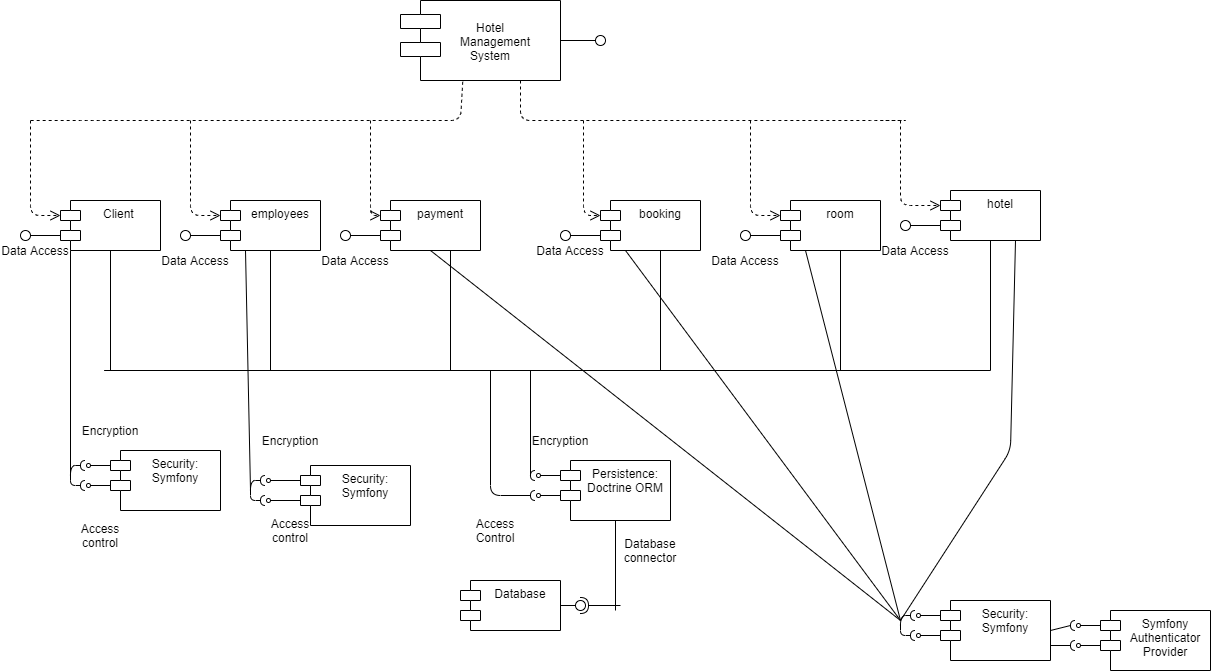 Hotel
Management
System
Client
employees
payment
booking
room
hotel
Data Access
Data Access
Data Access
Data Access
Data Access
Data Access
Encryption
Encryption
Encryption
Security:
Symfony
Security:
Symfony
Persistence:
Doctrine ORM
Access
control
Access
control
Access
Control
Database
connector
Database
Security:
Symfony
Symfony
Authenticator
Provider